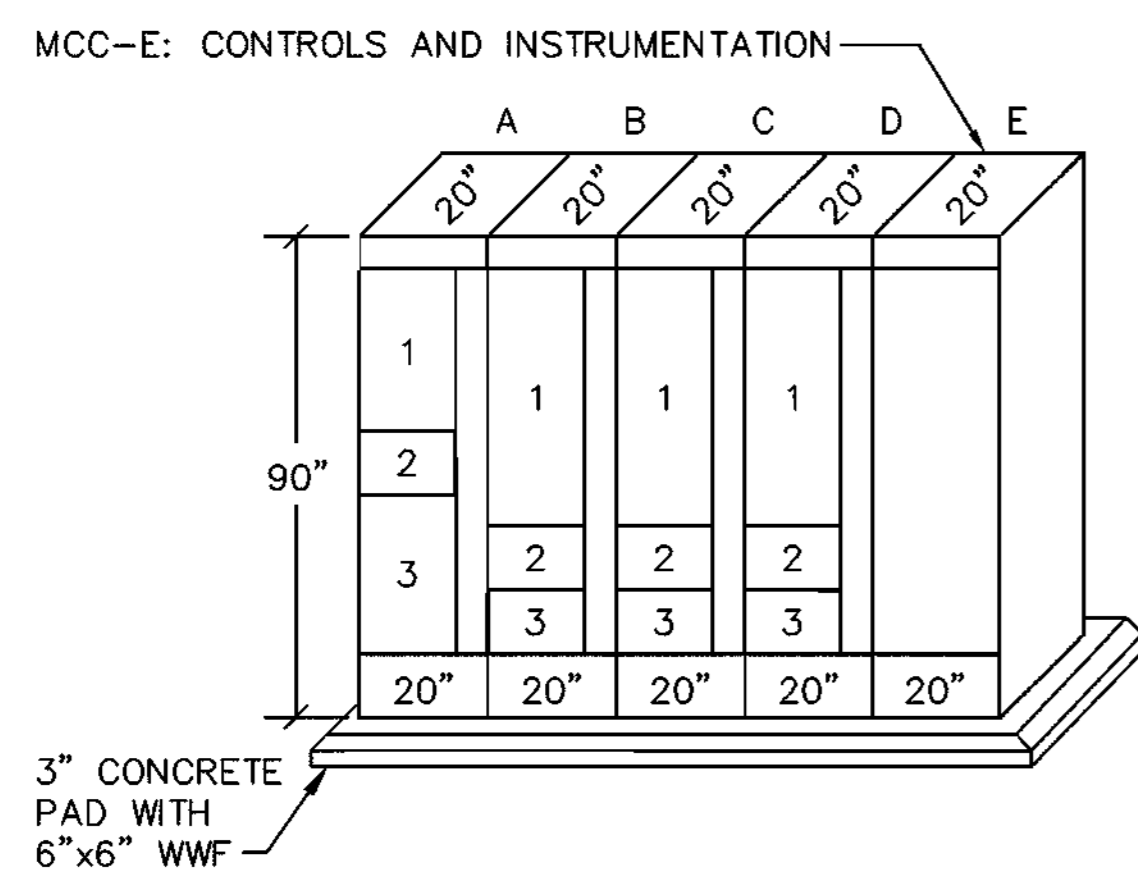 MCC-E: CONTROLS AND INSTRUMENTATION
A B C D E
20" 20" 20" 20" 20"
1
1 1 1
2
90"
2 2 2
3
3 3 3
20" 20" 20" 20" 20"
3" CONCRETE
PAD WITH
6"x6" WWF